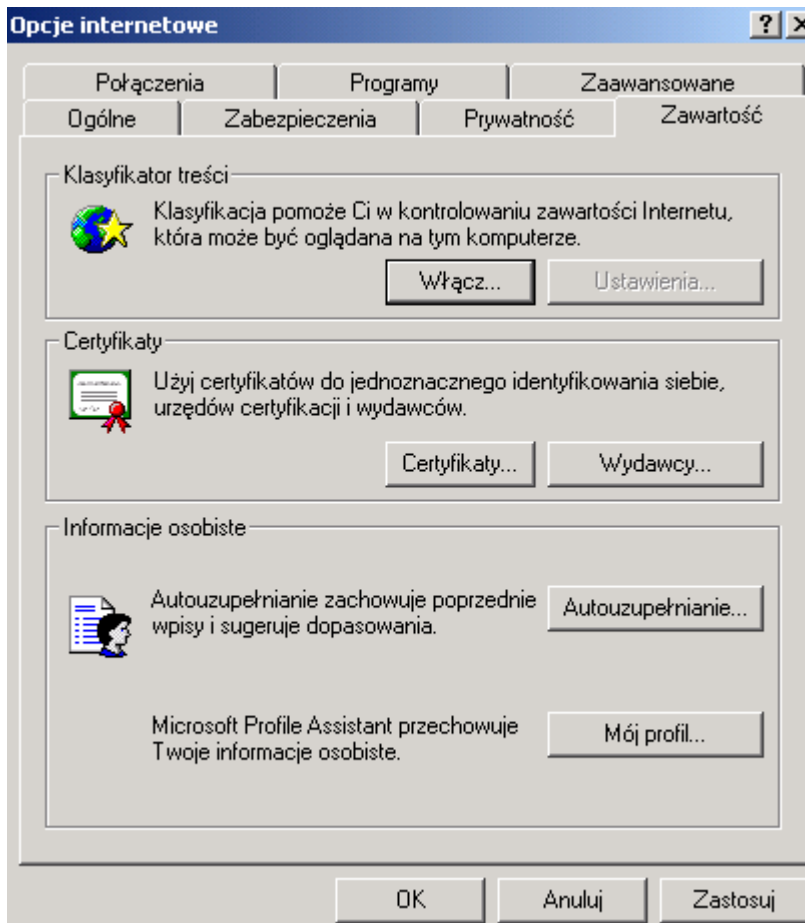 Opcje internetowe
Połączenia
Programy
Zaawansowane
Ogólne
Zabezpieczenia
Prywatność
Zawartość
Klasyfikator treści
Klasyfikacja pomoże Ci w kontrolowaniu zawartości Internetu,
która może być oglądana na tym komputerze.
Włącz...
Ustawienia...
Certyfikaty
Użyj certyfikatów do jednoznacznego identyfikowania siebie,
urzędów certyfikacji i wydawców.
Certyfikaty...
Wydawcy...
Informacje osobiste
Autouzupełnianie zachowuje poprzednie
wpisy i sugeruje dopasowania.
Autouzupełnianie...
Microsoft Profile Assistant przechowuje
Twoje informacje osobiste.
Mój profil...
OK
Anuluj
Zastosuj